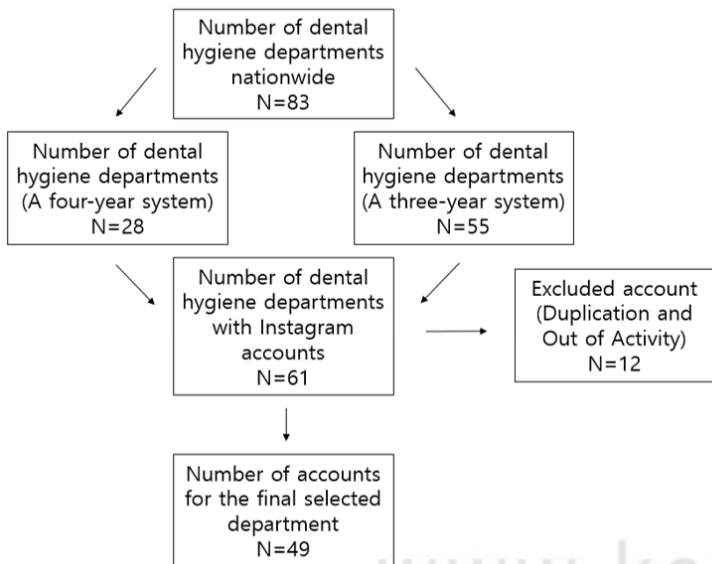 Number of dental
hygiene departments
nationwide
N=83
Number of dental
hygiene departments
(A four-year system)
N=28
Number of dental
hygiene departments
(A three-year system)
N=55
Number of dental
hygiene departments
with Instagram
accounts
N=61
Excluded account
(Duplication and
Out of Activity)
N=12
Number of accounts
for the final selected
department
N=49